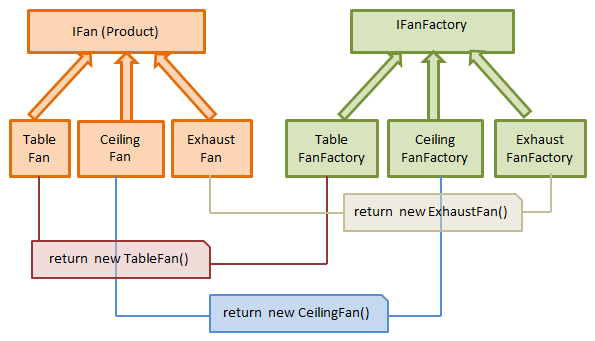 IFan (Product)
IFanFactory
Table
Fan
Ceiling
Fan
Exhaust
Fan
Table
FanFactory
Ceiling
FanFactory
Exhaust
FanFactory
return new ExhaustFan()
return new TableFan()
return new CeilingFan()